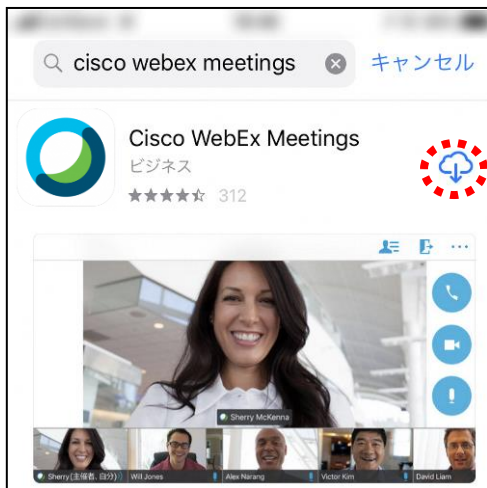 cisco webex meetings
キャンセル
Cisco WebEx Meetings
ビジネス
312
Sherry McKenna
Sherry(主催者、自分)
Will Jones
Alex Narang
Victor Kim
David Liam